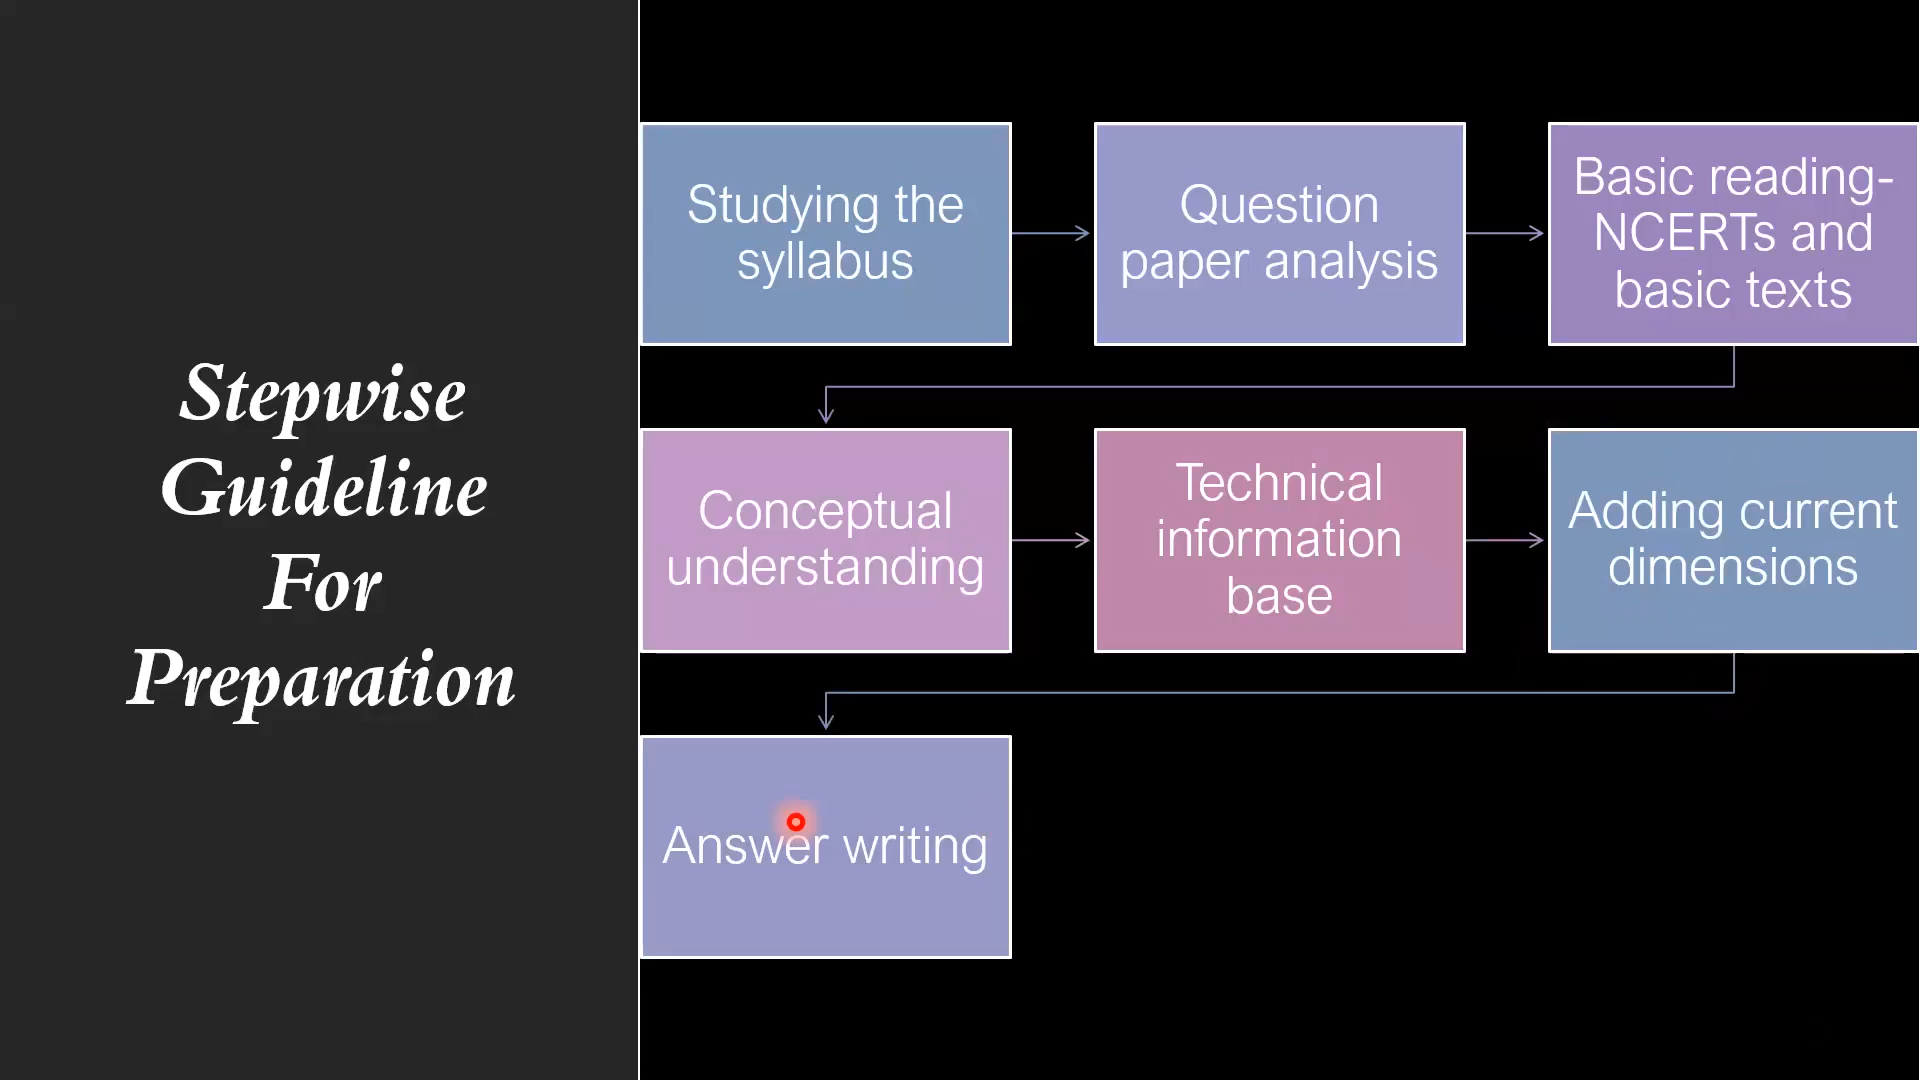 Stepwise
Guideline
For
Preparation
Studying the
syllabus
Question
paper analysis
Basic reading-
NCERTs and
basic texts
Conceptual
understanding
Technical
information
base
Adding current
dimensions
Answer writing